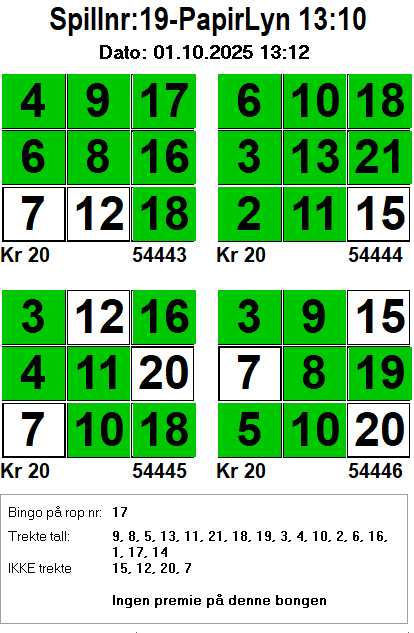 Spillnr:19-PapirLyn 13:10
Dato: 01.10.2025 13:12
4 9 17 6 10 18
6 8 16 3 13 21
7 12 18 2 11 15
Kr 20 54443 Kr 20 54444
3 12 16 3 9 15
4 11 20 7 8 19
7 10 18 5 10 20
Kr 20 54445 Kr 20 54446
Bingo på rop nr: 17
Trekte tall: 9, 8, 5, 13, 11, 21, 18, 19, 3, 4, 10, 2, 6, 16,
1, 17, 14
IKKE trekte 15, 12, 20, 7
Ingen premie på denne bongen